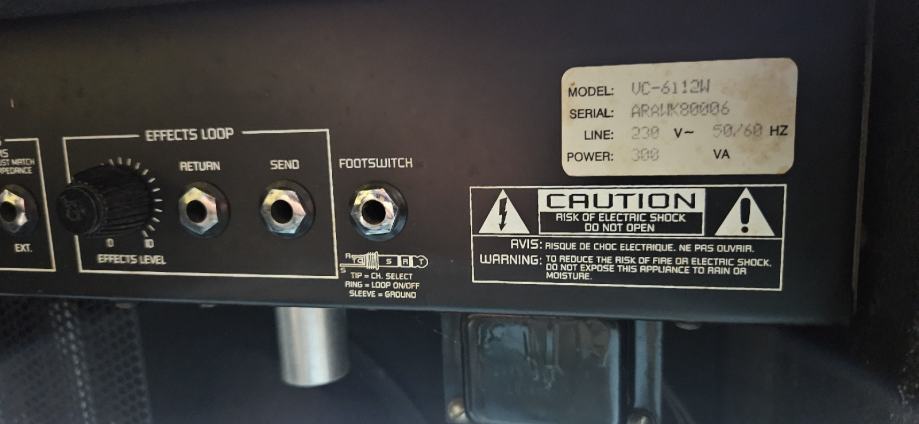 UST MATCH
EDANCE
EXT.
EFFECTS LOOP
RETURN
SEND
0 10
EFFECTS LEVEL
FOOTSWITCH
R
S
S R T
TIP = CH. SELECT
RING = LOOP ON/OFF
SLEEVE = GROUND
MODEL: VC-6112W
SERIAL: ARAWK80006
LINE: 230 V~ 50/60 HZ
POWER: 300 VA
CAUTION
RISK OF ELECTRIC SHOCK
DO NOT OPEN
AVIS: RISQUE DE CHOC ELECTRIQUE. NE PAS OUVRIR.
WARNING: TO REDUCE THE RISK OF FIRE OR ELECTRIC SHOCK,
DO NOT EXPOSE THIS APPLIANCE TO RAIN OR
MOISTURE.